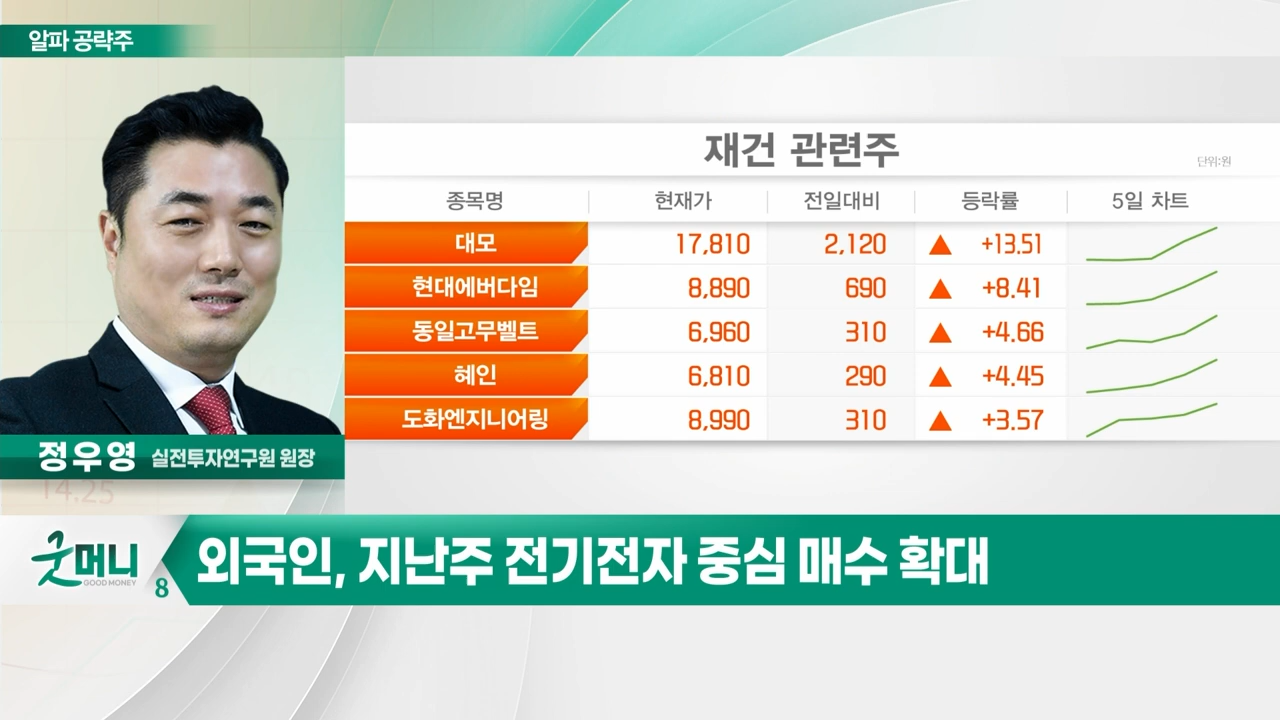 알파 공략주
재건 관련주
단위:원
종목명 현재가 전일대비 등락률 5일 차트
대모 17,810 2,120 ▲ +13.51
현대에버다임 8,890 690 ▲ +8.41
동일고무벨트 6,960 310 ▲ +4.66
혜인 6,810 290 ▲ +4.45
도화엔지니어링 8,990 310 ▲ +3.57
정우영 실전투자연구원 원장
14.25
굿머니
GOOD MONEY
8
외국인, 지난주 전기전자 중심 매수 확대